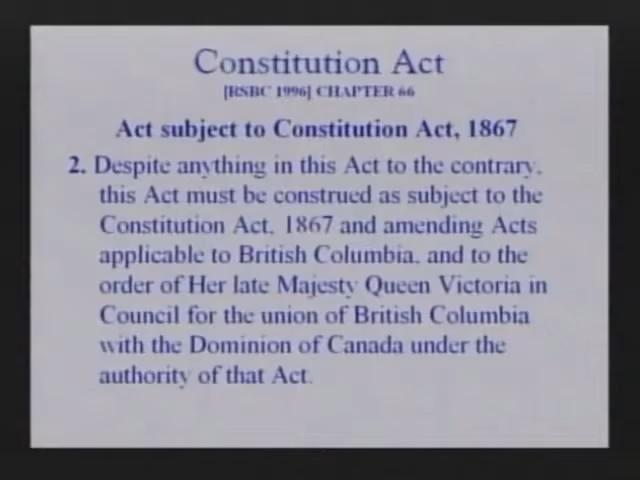 Constitution Act
[RSBC 1996] CHAPTER 66
Act subject to Constitution Act, 1867
2. Despite anything in this Act to the contrary,
this Act must be construed as subject to the
Constitution Act, 1867 and amending Acts
applicable to British Columbia, and to the
order of Her late Majesty Queen Victoria in
Council for the union of British Columbia
with the Dominion of Canada under the
authority of that Act.